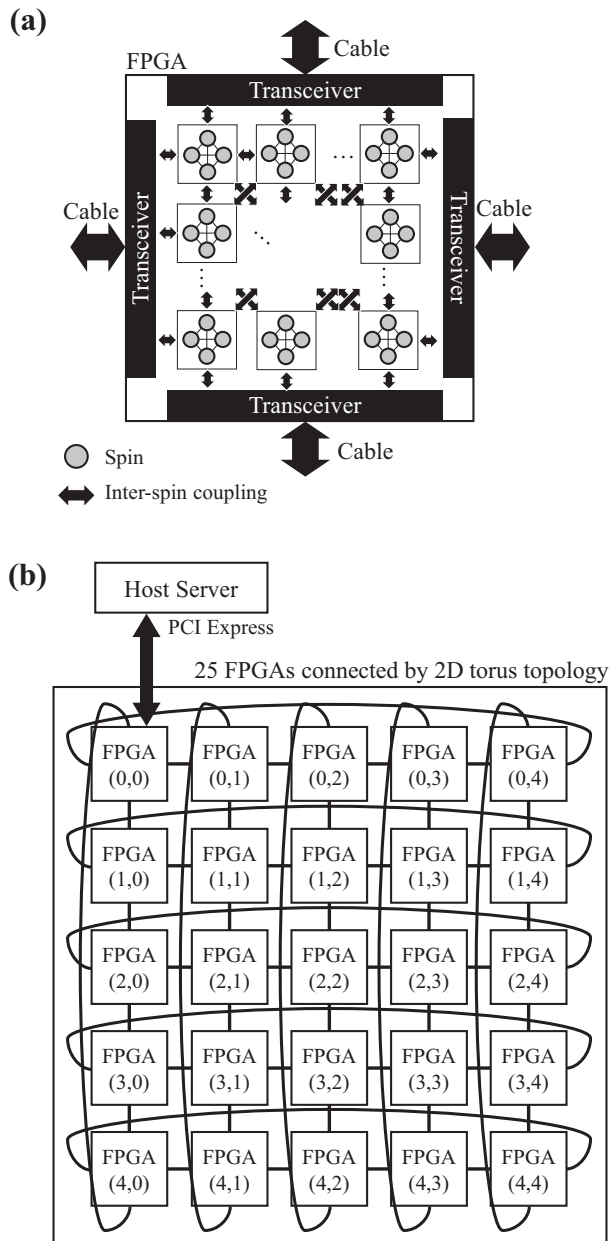 (a)
Cable
FPGA
Transceiver
Cable
Transceiver
Transceiver
Cable
Transceiver
Cable
Spin
Inter-spin coupling
(b)
Host Server
PCI Express
25 FPGAs connected by 2D torus topology
FPGA (0,0)
FPGA (0,1)
FPGA (0,2)
FPGA (0,3)
FPGA (0,4)
FPGA (1,0)
FPGA (1,1)
FPGA (1,2)
FPGA (1,3)
FPGA (1,4)
FPGA (2,0)
FPGA (2,1)
FPGA (2,2)
FPGA (2,3)
FPGA (2,4)
FPGA (3,0)
FPGA (3,1)
FPGA (3,2)
FPGA (3,3)
FPGA (3,4)
FPGA (4,0)
FPGA (4,1)
FPGA (4,2)
FPGA (4,3)
FPGA (4,4)